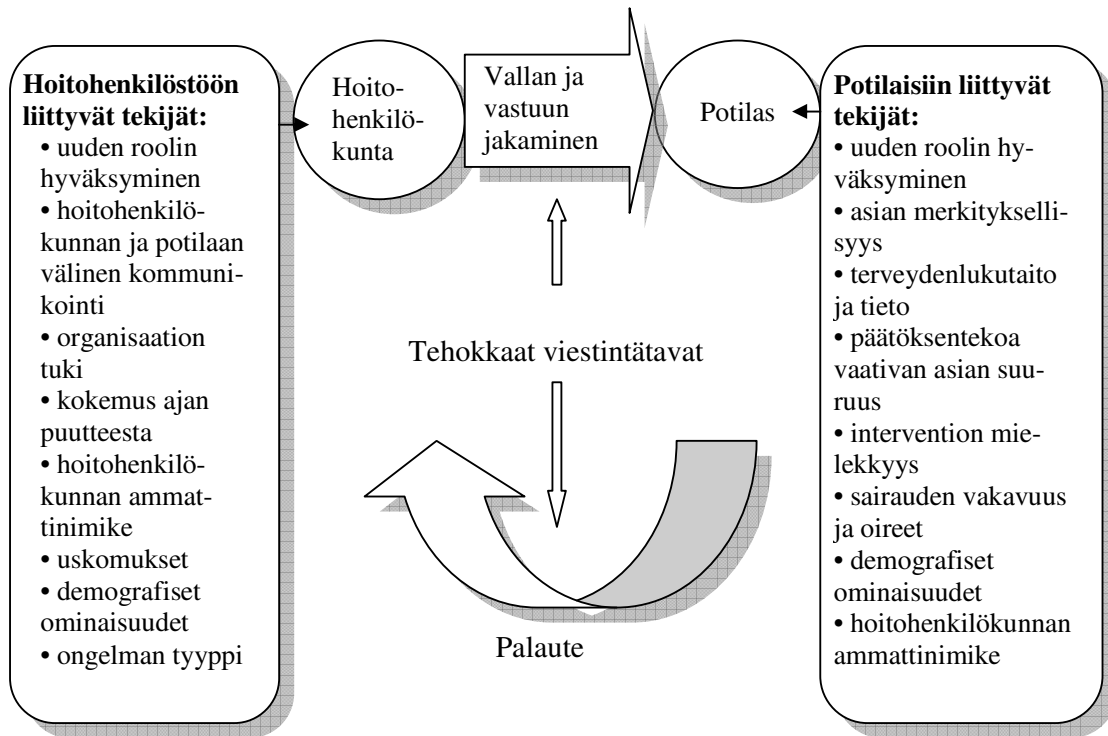 Hoitohenkilöstöön
liittyvät tekijät:
• uuden roolin
hyväksyminen
• hoitohenkilö-
kunnan ja potilaan
välinen kommuni-
kointi
• organisaation
tuki
• kokemus ajan
puutteesta
• hoitohenkilö-
kunnan ammat-
tinimike
• uskomukset
• demografiset
ominaisuudet
• ongelman tyyppi
Hoito-
henkilö-
kunta
Vallan ja
vastuun
jakaminen
Potilas
Tehokkaat viestintätavat
Palaute
Potilaisiin liittyvät
tekijät:
• uuden roolin hy-
väksyminen
• asian merkityksell-
syys
• terveydenlukutaito
ja tieto
• päätöksentekoa
vaativan asian suu-
ruus
• intervention mie-
lekkyys
• sairauden vakavuus
ja oireet
• demografiset
ominaisuudet
• hoitohenkilökunnan
ammattinimike